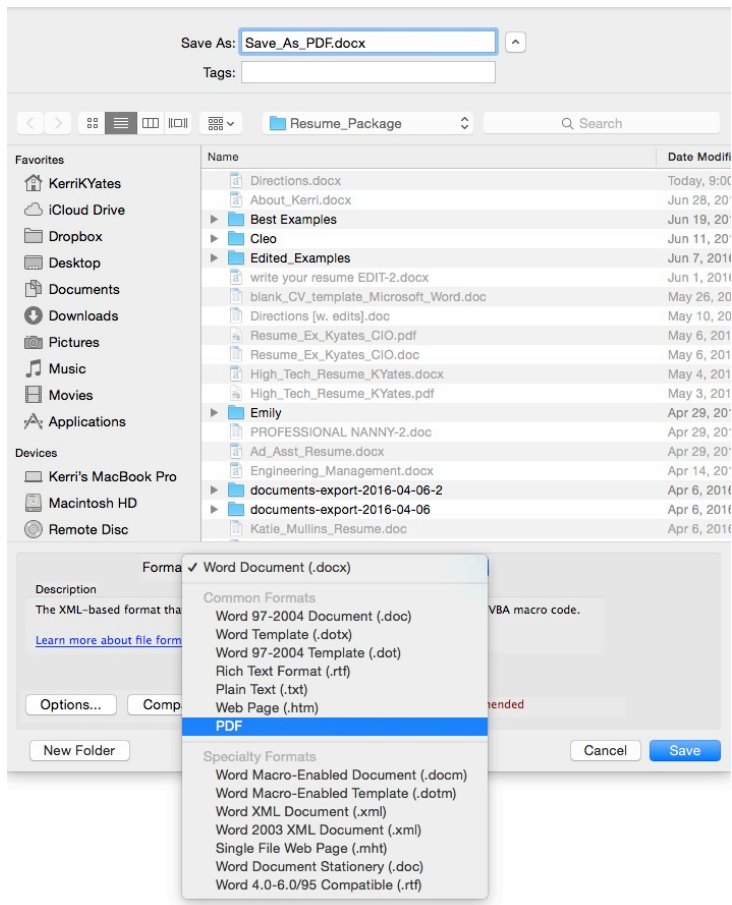 Save As: Save_As_PDF.docx
Tags:
Resume_Package
Search
Favorites
KerriKYates
iCloud Drive
Dropbox
Desktop
Documents
Downloads
Pictures
Music
Movies
Applications
Devices
Kerri's MacBook Pro
Macintosh HD
Remote Disc
Name Date Modifi
Directions.docx Today, 9:00
About_Kerri.docx Jun 28, 201
Best Examples Jun 19, 201
Cleo Jun 11, 201
Edited_Examples Jun 7, 2016
write your resume EDIT-2.docx Jun 1, 2016
blank_CV_template_Microsoft_Word.doc May 26, 20
Directions [w. edits].doc May 10, 20
Resume_Ex_Kyates_CIO.pdf May 6, 201
Resume_Ex_Kyates_CIO.doc May 6, 201
High_Tech_Resume_KYates.docx May 4, 201
High_Tech_Resume_KYates.pdf May 3, 201
Emily Apr 29, 201
PROFESSIONAL NANNY-2.doc Apr 29, 201
Ad_Asst_Resume.docx Apr 29, 201
Engineering_Management.docx Apr 14, 201
documents-export-2016-04-06-2 Apr 6, 2016
documents-export-2016-04-06 Apr 6, 2016
Katie_Mullins_Resume.doc Apr 6, 2016
Forma ✓ Word Document (.docx)
Description
The XML-based format tha VBA macro code.
Learn more about file form
Options... Compa ended
New Folder Cancel Save
Common Formats
Word 97-2004 Document (.doc)
Word Template (.dotx)
Word 97-2004 Template (.dot)
Rich Text Format (.rtf)
Plain Text (.txt)
Web Page (.htm)
PDF
Specialty Formats
Word Macro-Enabled Document (.docm)
Word Macro-Enabled Template (.dotm)
Word XML Document (.xml)
Word 2003 XML Document (.xml)
Single File Web Page (.mht)
Word Document Stationery (.doc)
Word 4.0-6.0/95 Compatible (.rtf)